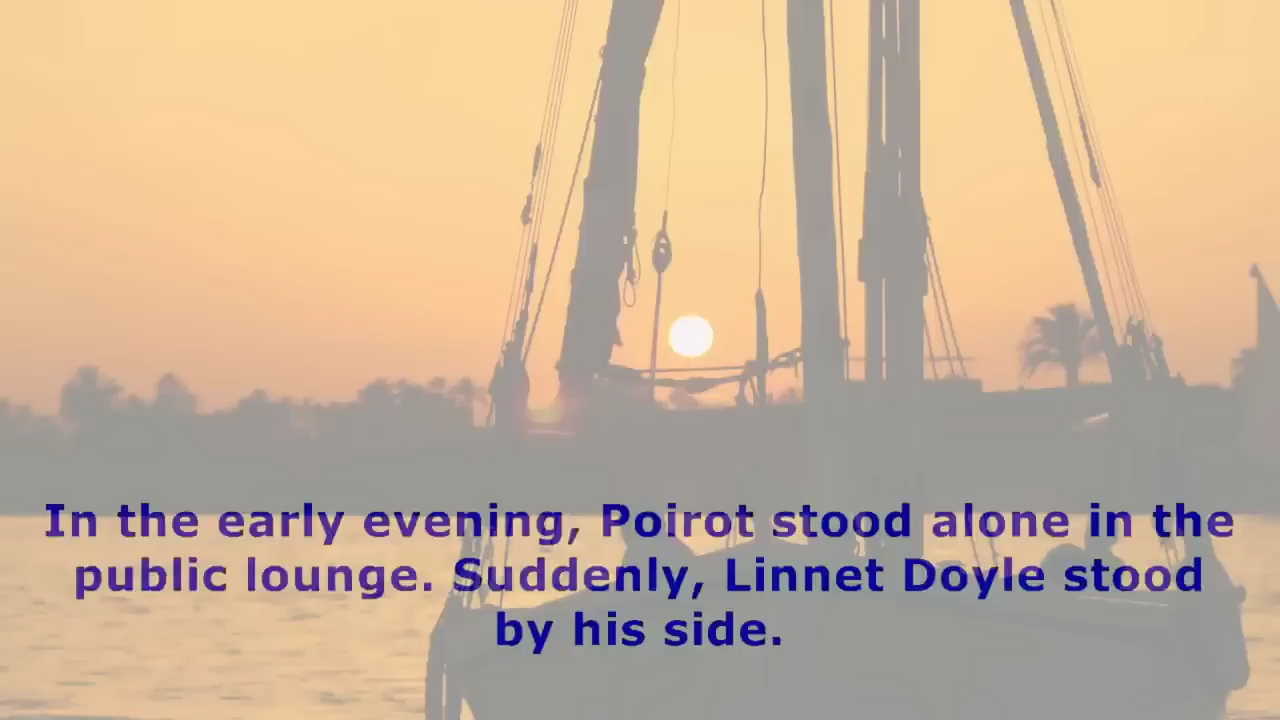 In the early evening, Poirot stood alone in the
public lounge. Suddenly, Linnet Doyle stood
by his side.